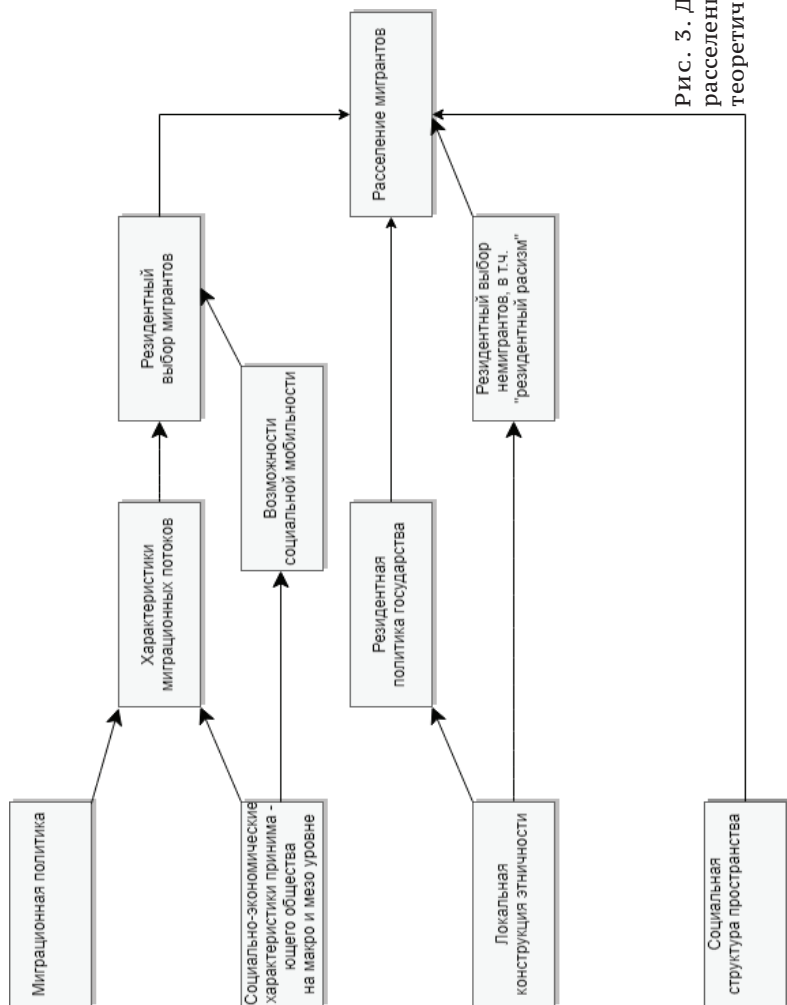 Миграционная политика
Социально-экономические
характеристики принима -
ющего общества
на макро и мезо уровне
Локальная
конструкция этничности
Социальная
структура пространства
Характеристики
миграционных потоков
Возможности
социальной мобильности
Резидентная
политика государства
Резидентный
выбор мигрантов
Резидентный выбор
немигрантов, в т.ч.
"резидентный расизм"
Расселение мигрантов
Рис. 3. Д
расселени
теоретич